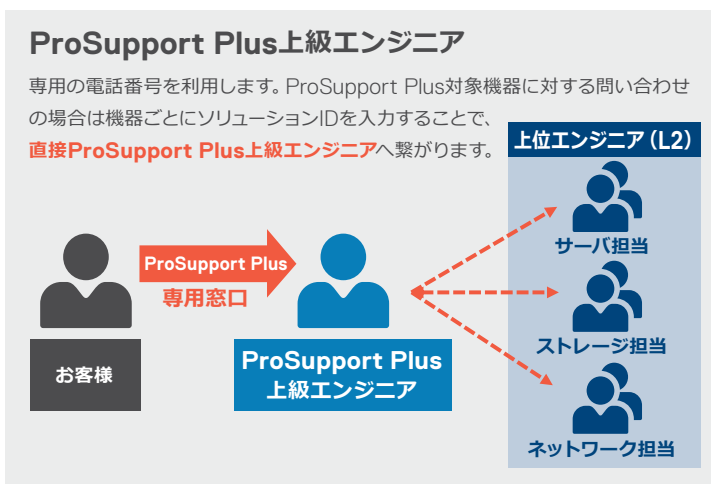 ProSupport Plus上級エンジニア
専用の電話番号を利用します。ProSupport Plus対象機器に対する問い合わせ
の場合は機器ごとにソリューションIDを入力することで、
直接ProSupport Plus上級エンジニアへ繋がります。
上位エンジニア（L2）
サーバ担当
ProSupport Plus
専用窓口
ストレージ担当
お客様
ProSupport Plus
上級エンジニア
ネットワーク担当